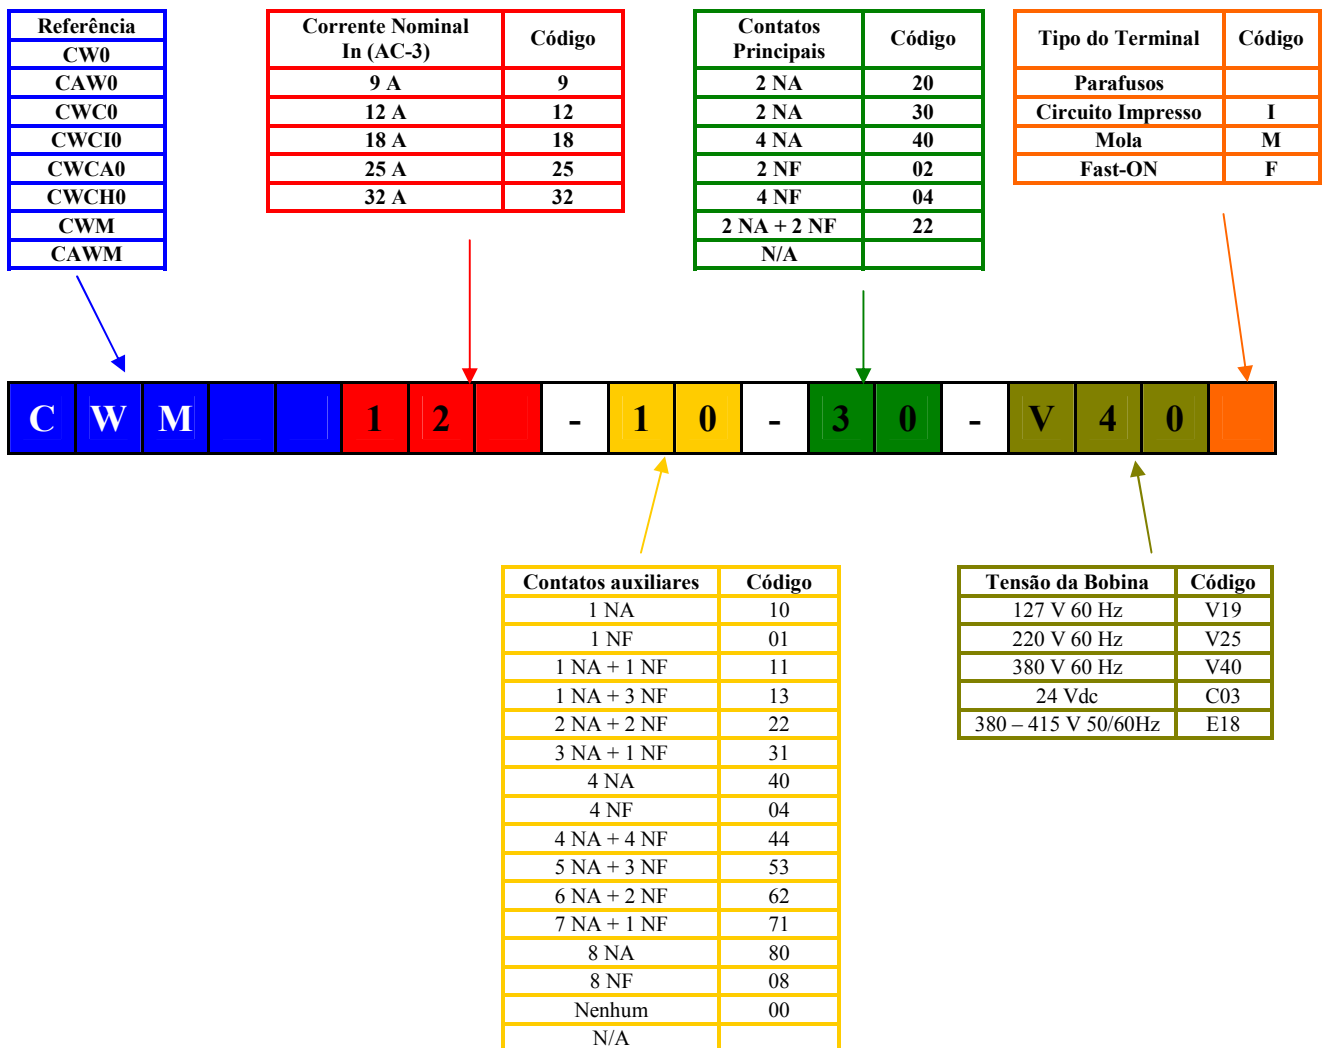 Referência
CW0
CAW0
CWC0
CWCI0
CWCA0
CWCH0
CWM
CAWM
Corrente Nominal
In (AC-3) Código
9 A 9
12 A 12
18 A 18
25 A 25
32 A 32
Contatos
Principais Código
2 NA 20
2 NA 30
4 NA 40
2 NF 02
4 NF 04
2 NA + 2 NF 22
N/A
Tipo do Terminal Código
Parafusos
Circuito Impresso I
Mola M
Fast-ON F
C W M 1 2 - 1 0 - 3 0 - V 4 0
Contatos auxiliares Código
1 NA 10
1 NF 01
1 NA + 1 NF 11
1 NA + 3 NF 13
2 NA + 2 NF 22
3 NA + 1 NF 31
4 NA 40
4 NF 04
4 NA + 4 NF 44
5 NA + 3 NF 53
6 NA + 2 NF 62
7 NA + 1 NF 71
8 NA 80
8 NF 08
Nenhum 00
N/A
Tensão da Bobina Código
127 V 60 Hz V19
220 V 60 Hz V25
380 V 60 Hz V40
24 Vdc C03
380 – 415 V 50/60Hz E18